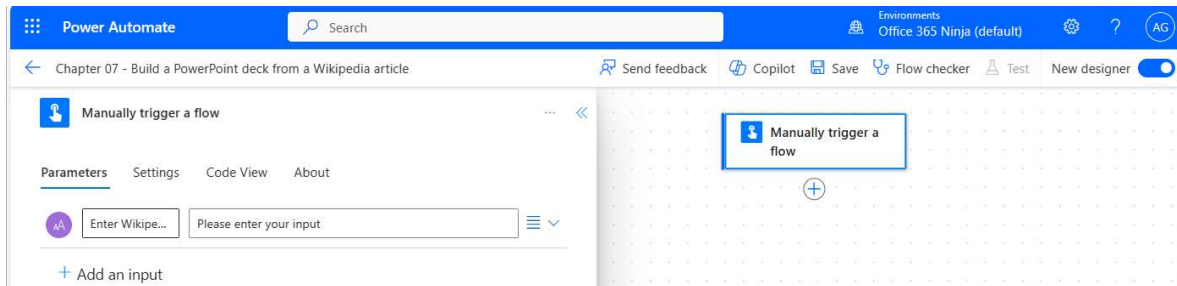 Power Automate
Search
Environments
Office 365 Ninja (default)
?
AG
Chapter 07 - Build a PowerPoint deck from a Wikipedia article
Send feedback
Copilot
Save
Flow checker
Test
New designer
Manually trigger a flow
Parameters
Settings
Code View
About
AA
Enter Wikipe...
Please enter your input
+ Add an input
Manually trigger a
flow